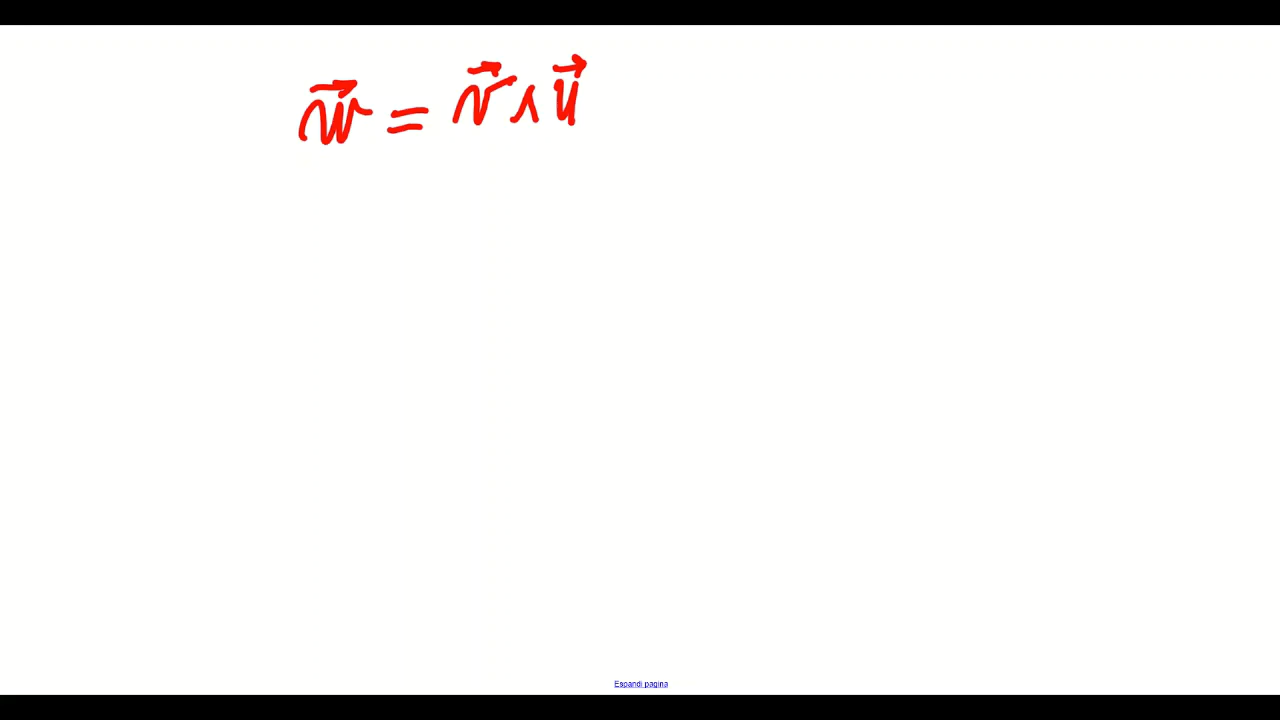 w⃗ = v⃗ ∧ u⃗
Espandi pagina